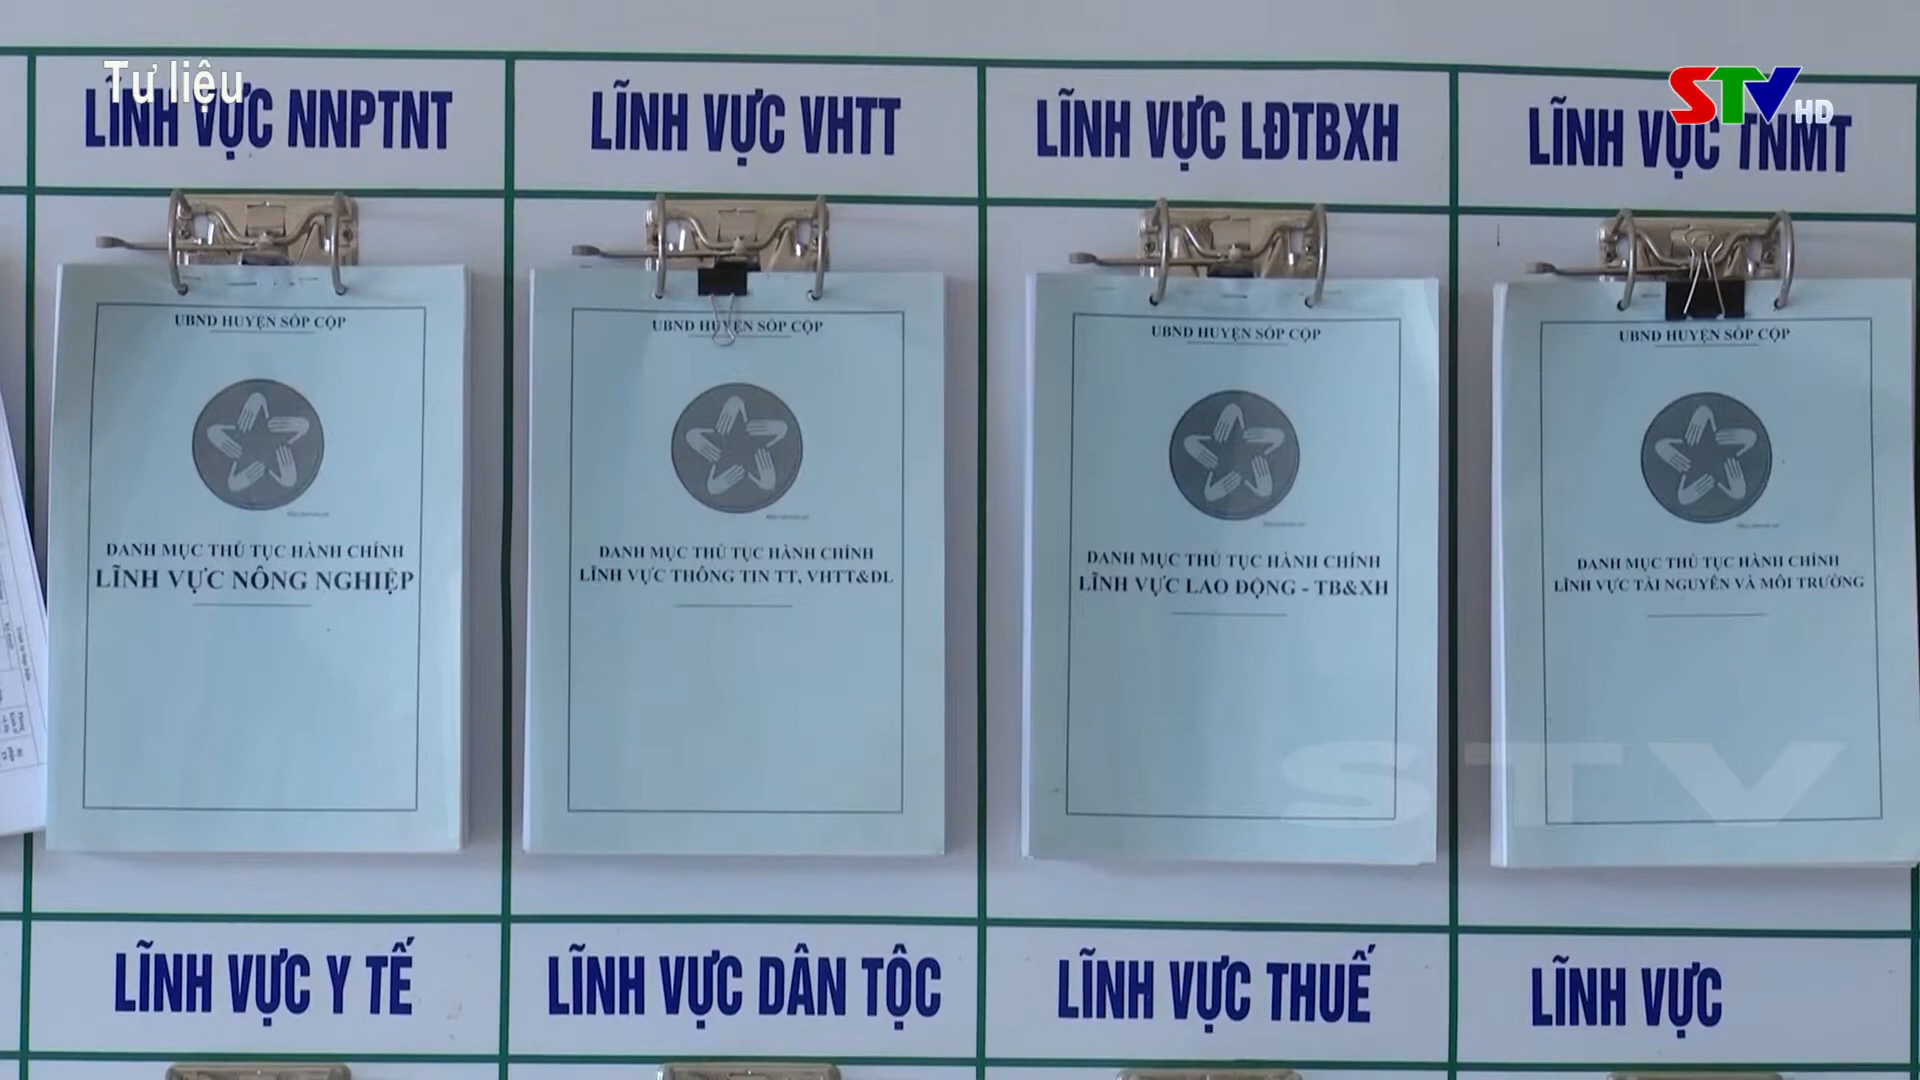 Tư liệu
STV HD
LĨNH VỰC NNPTNT
LĨNH VỰC VHTT
LĨNH VỰC LĐTBXH
LĨNH VỰC TNMT
UBND HUYỆN SỐP CỘP
DANH MỤC THỦ TỤC HÀNH CHÍNH
LĨNH VỰC NÔNG NGHIỆP
UBND HUYỆN SỐP CỘP
DANH MỤC THỦ TỤC HÀNH CHÍNH
LĨNH VỰC THÔNG TIN TT, VHTT&DL
UBND HUYỆN SỐP CỘP
DANH MỤC THỦ TỤC HÀNH CHÍNH
LĨNH VỰC LAO ĐỘNG - TB&XH
UBND HUYỆN SỐP CỘP
DANH MỤC THỦ TỤC HÀNH CHÍNH
LĨNH VỰC TÀI NGUYÊN VÀ MÔI TRƯỜNG
STV
LĨNH VỰC Y TẾ
LĨNH VỰC DÂN TỘC
LĨNH VỰC THUẾ
LĨNH VỰC